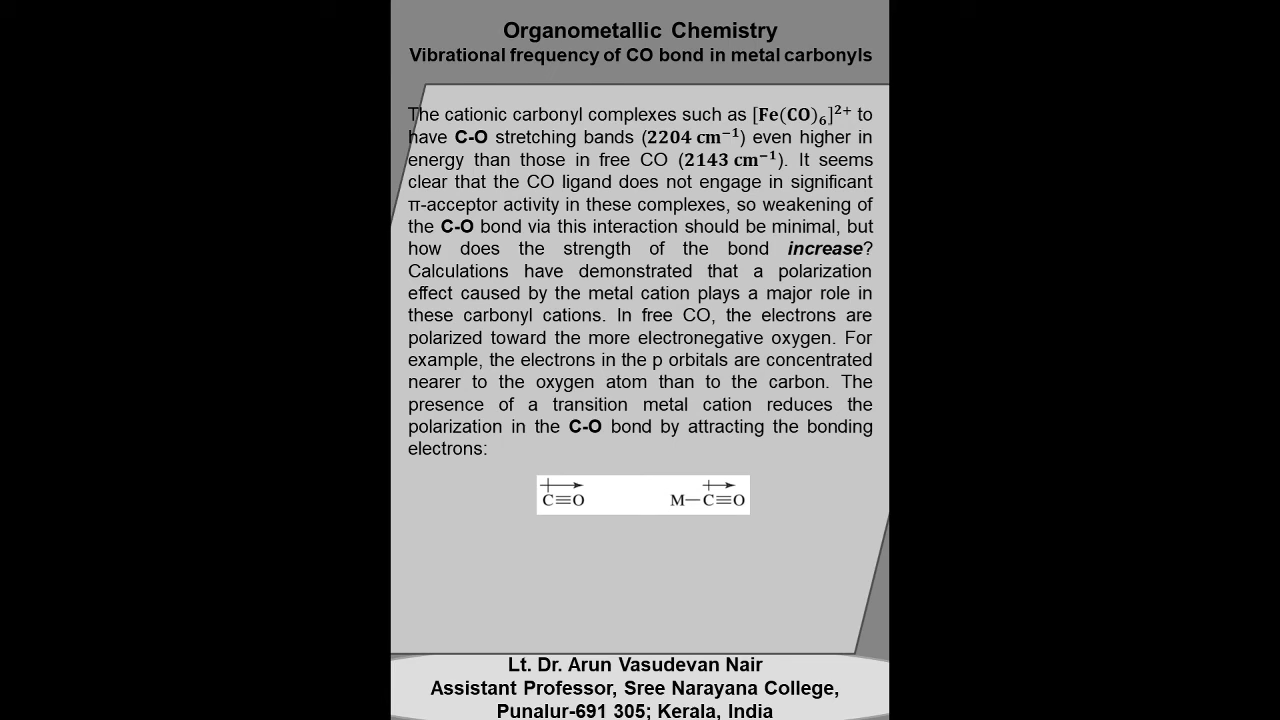 Organometallic Chemistry
Vibrational frequency of CO bond in metal carbonyls
The cationic carbonyl complexes such as [Fe(CO)₆]²⁺ to
have C-O stretching bands (2204 cm⁻¹) even higher in
energy than those in free CO (2143 cm⁻¹). It seems
clear that the CO ligand does not engage in significant
π-acceptor activity in these complexes, so weakening of
the C-O bond via this interaction should be minimal, but
how does the strength of the bond increase?
Calculations have demonstrated that a polarization
effect caused by the metal cation plays a major role in
these carbonyl cations. In free CO, the electrons are
polarized toward the more electronegative oxygen. For
example, the electrons in the p orbitals are concentrated
nearer to the oxygen atom than to the carbon. The
presence of a transition metal cation reduces the
polarization in the C-O bond by attracting the bonding
electrons:
C≡O M—C≡O
Lt. Dr. Arun Vasudevan Nair
Assistant Professor, Sree Narayana College,
Punalur-691 305; Kerala, India